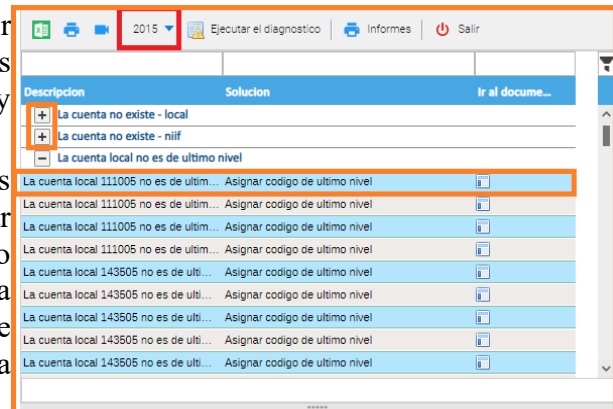 2015 Ejecutar el diagnostico Informes Salir
Descripcion Solucion Ir al docume...
La cuenta no existe - local
La cuenta no existe - niif
La cuenta local no es de ultimo nivel
La cuenta local 111005 no es de ultim... Asignar codigo de ultimo nivel
La cuenta local 111005 no es de ultim... Asignar codigo de ultimo nivel
La cuenta local 111005 no es de ultim... Asignar codigo de ultimo nivel
La cuenta local 111005 no es de ultim... Asignar codigo de ultimo nivel
La cuenta local 143505 no es de ulti... Asignar codigo de ultimo nivel
La cuenta local 143505 no es de ulti... Asignar codigo de ultimo nivel
La cuenta local 143505 no es de ulti... Asignar codigo de ultimo nivel
La cuenta local 143505 no es de ulti... Asignar codigo de ultimo nivel
La cuenta local 143505 no es de ulti... Asignar codigo de ultimo nivel